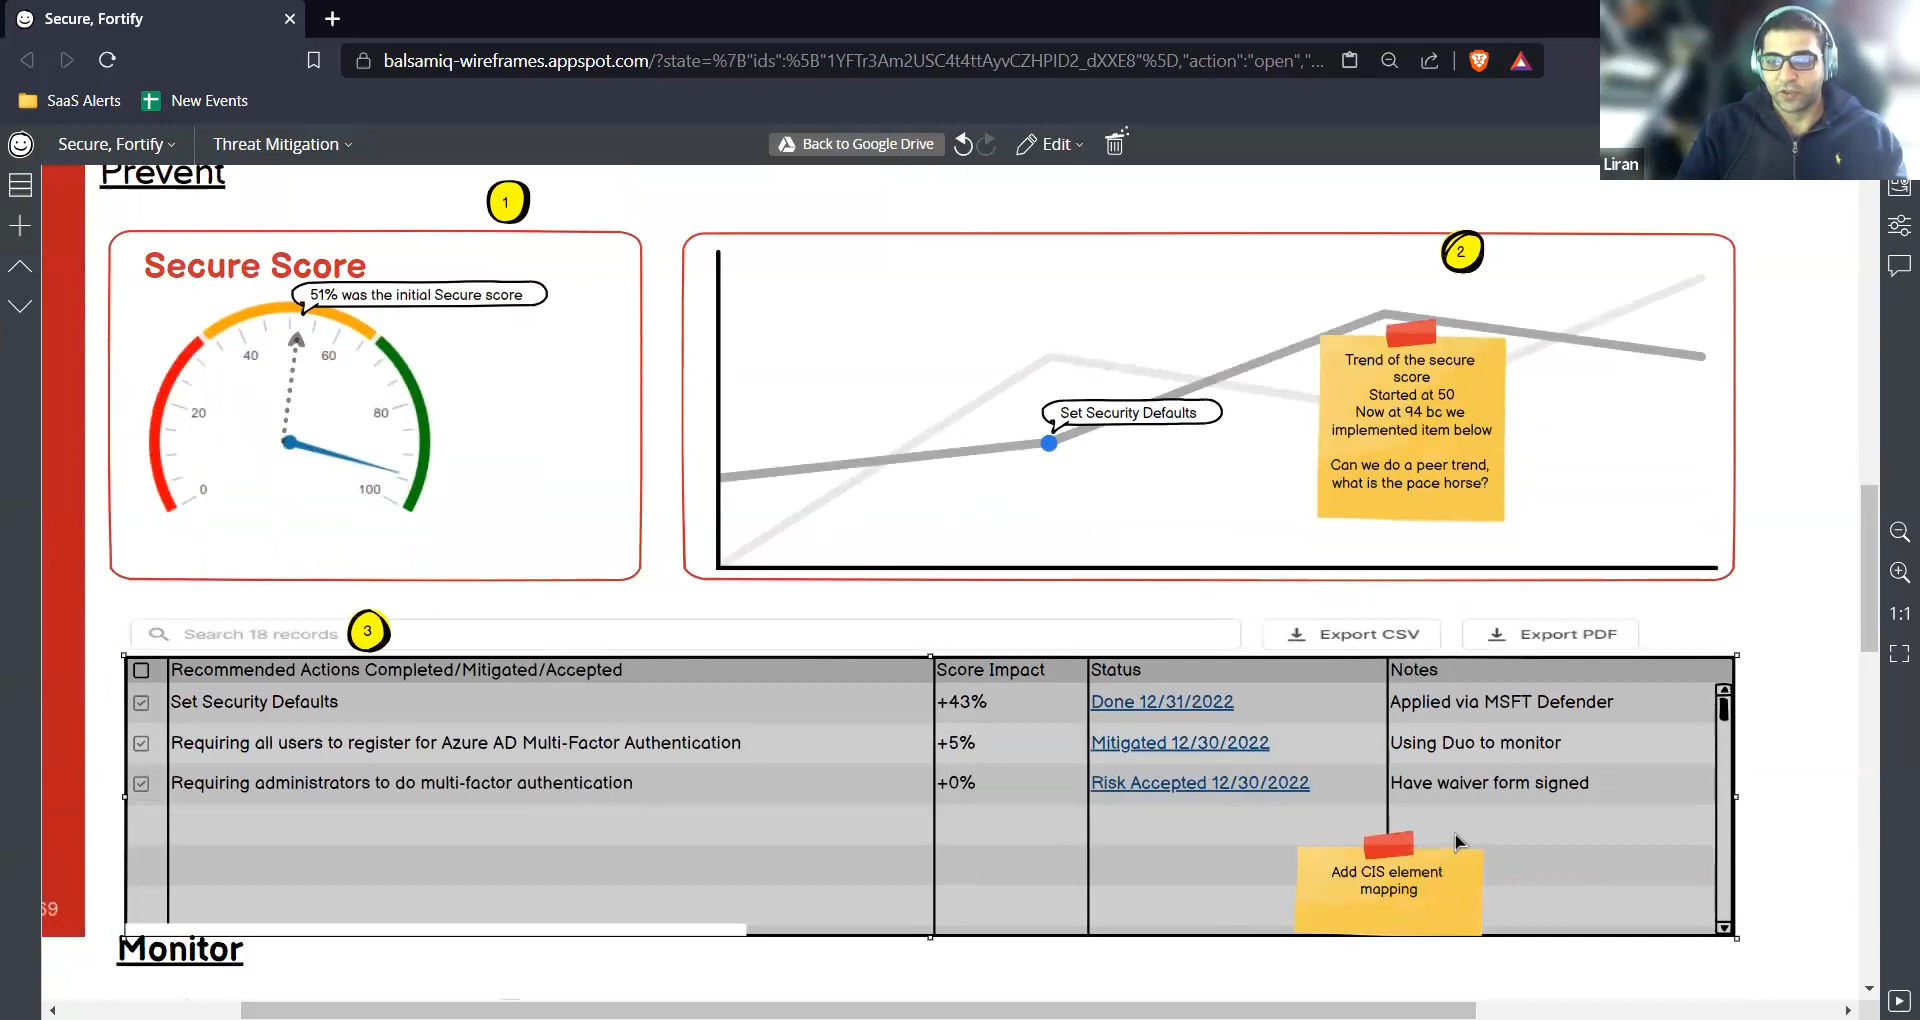 Secure, Fortify
balsamiq-wireframes.appspot.com/?state=%7B"ids":%5B"1YFTr3Am2USC4t4ttAyvCZHPID2_dXXE8"%5D,"action":"open","...
SaaS Alerts
New Events
Secure, Fortify
Threat Mitigation
Back to Google Drive
Edit
Liran
Prevent
1
Secure Score
51% was the initial Secure score
0
20
40
60
80
100
2
Set Security Defaults
Trend of the secure
score
Started at 50
Now at 94 bc we
implemented item below
Can we do a peer trend,
what is the pace horse?
1:1
Search 18 records
3
Export CSV
Export PDF
Recommended Actions Completed/Mitigated/Accepted Score Impact Status Notes
Set Security Defaults +43% Done 12/31/2022 Applied via MSFT Defender
Requiring all users to register for Azure AD Multi-Factor Authentication +5% Mitigated 12/30/2022 Using Duo to monitor
Requiring administrators to do multi-factor authentication +0% Risk Accepted 12/30/2022 Have waiver form signed
Add CIS element
mapping
69
Monitor